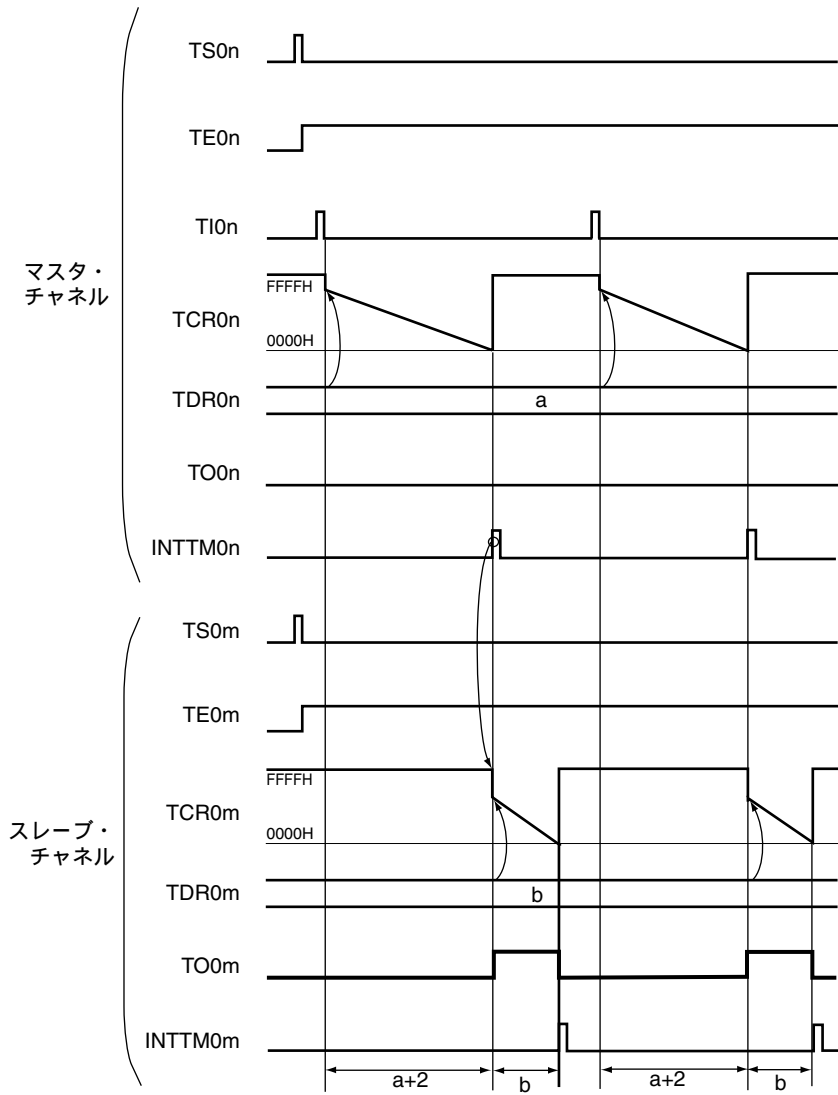 マスタ・
チャネル
TS0n
TE0n
TI0n
FFFFH
TCR0n
0000H
TDR0n
a
TO0n
INTTM0n
スレーブ・
チャネル
TS0m
TE0m
FFFFH
TCR0m
0000H
TDR0m
b
TO0m
INTTM0m
a+2 b a+2 b